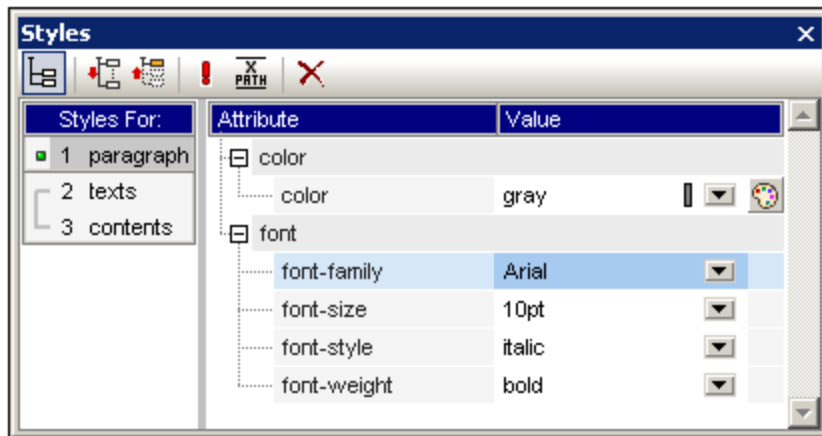 Styles
X
PATH
Styles For:
Attribute
Value
1 paragraph
color
2 texts
color
gray
3 contents
font
font-family
Arial
font-size
10pt
font-style
italic
font-weight
bold